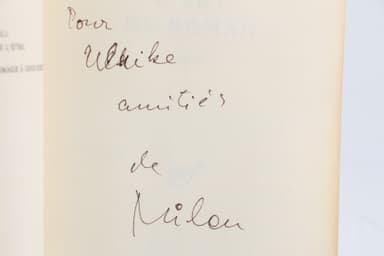 Pour
Ulrike
amitiés
de
Milan